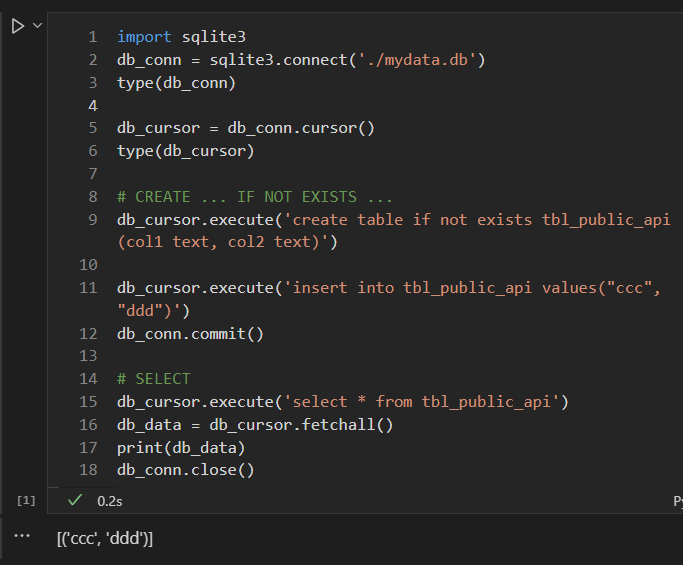 1 import sqlite3
2 db_conn = sqlite3.connect('./mydata.db')
3 type(db_conn)
4
5 db_cursor = db_conn.cursor()
6 type(db_cursor)
7
8 # CREATE ... IF NOT EXISTS ...
9 db_cursor.execute('create table if not exists tbl_public_api
(col1 text, col2 text)')
10
11 db_cursor.execute('insert into tbl_public_api values("ccc",
"ddd")')
12 db_conn.commit()
13
14 # SELECT
15 db_cursor.execute('select * from tbl_public_api')
16 db_data = db_cursor.fetchall()
17 print(db_data)
18 db_conn.close()
[1] 0.2s
[('ccc', 'ddd')]